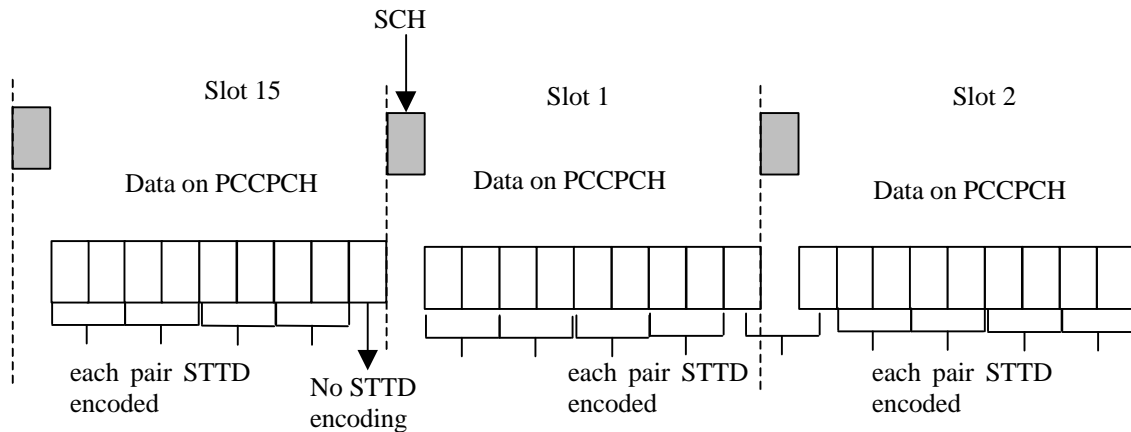 SCH
Slot 15
Slot 1
Slot 2
Data on PCCPCH
Data on PCCPCH
Data on PCCPCH
each pair STTD
encoded
No STTD
encoding
each pair STTD
encoded
each pair STTD
encoded